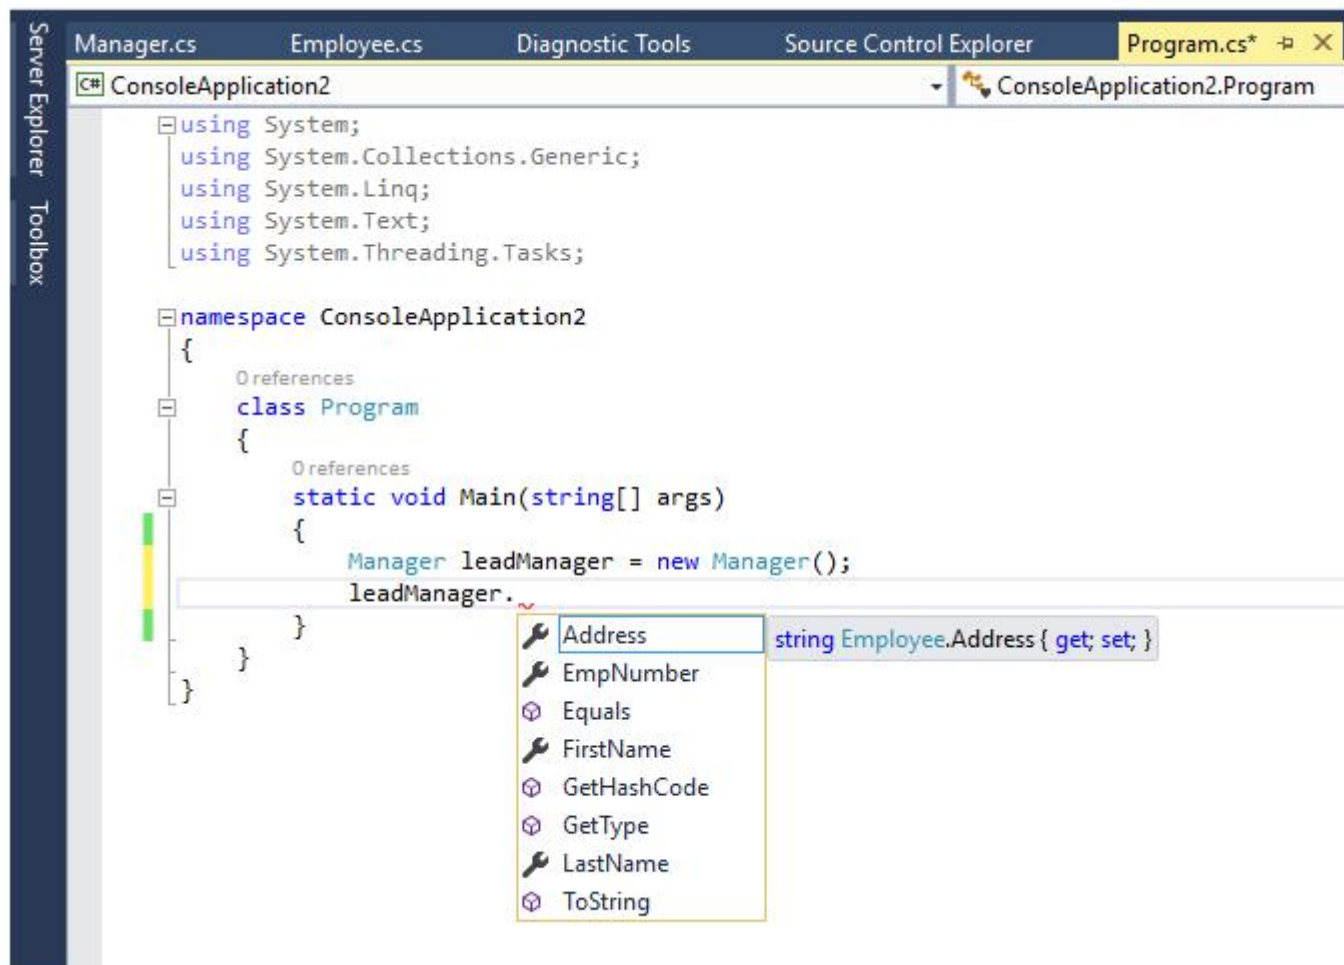 Server Explorer
Toolbox
Manager.cs Employee.cs Diagnostic Tools Source Control Explorer Program.cs*
C# ConsoleApplication2 ConsoleApplication2.Program
using System;
using System.Collections.Generic;
using System.Linq;
using System.Text;
using System.Threading.Tasks;
namespace ConsoleApplication2
{
0 references
class Program
{
0 references
static void Main(string[] args)
{
Manager leadManager = new Manager();
leadManager.
}
}
}
Address string Employee.Address { get; set; }
EmpNumber
Equals
FirstName
GetHashCode
GetType
LastName
ToString